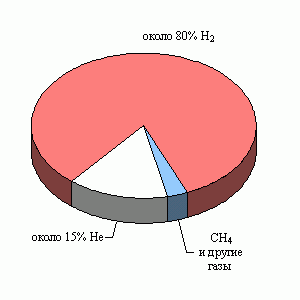 около 80% H₂
около 15% He
CH₄
и другие
газы